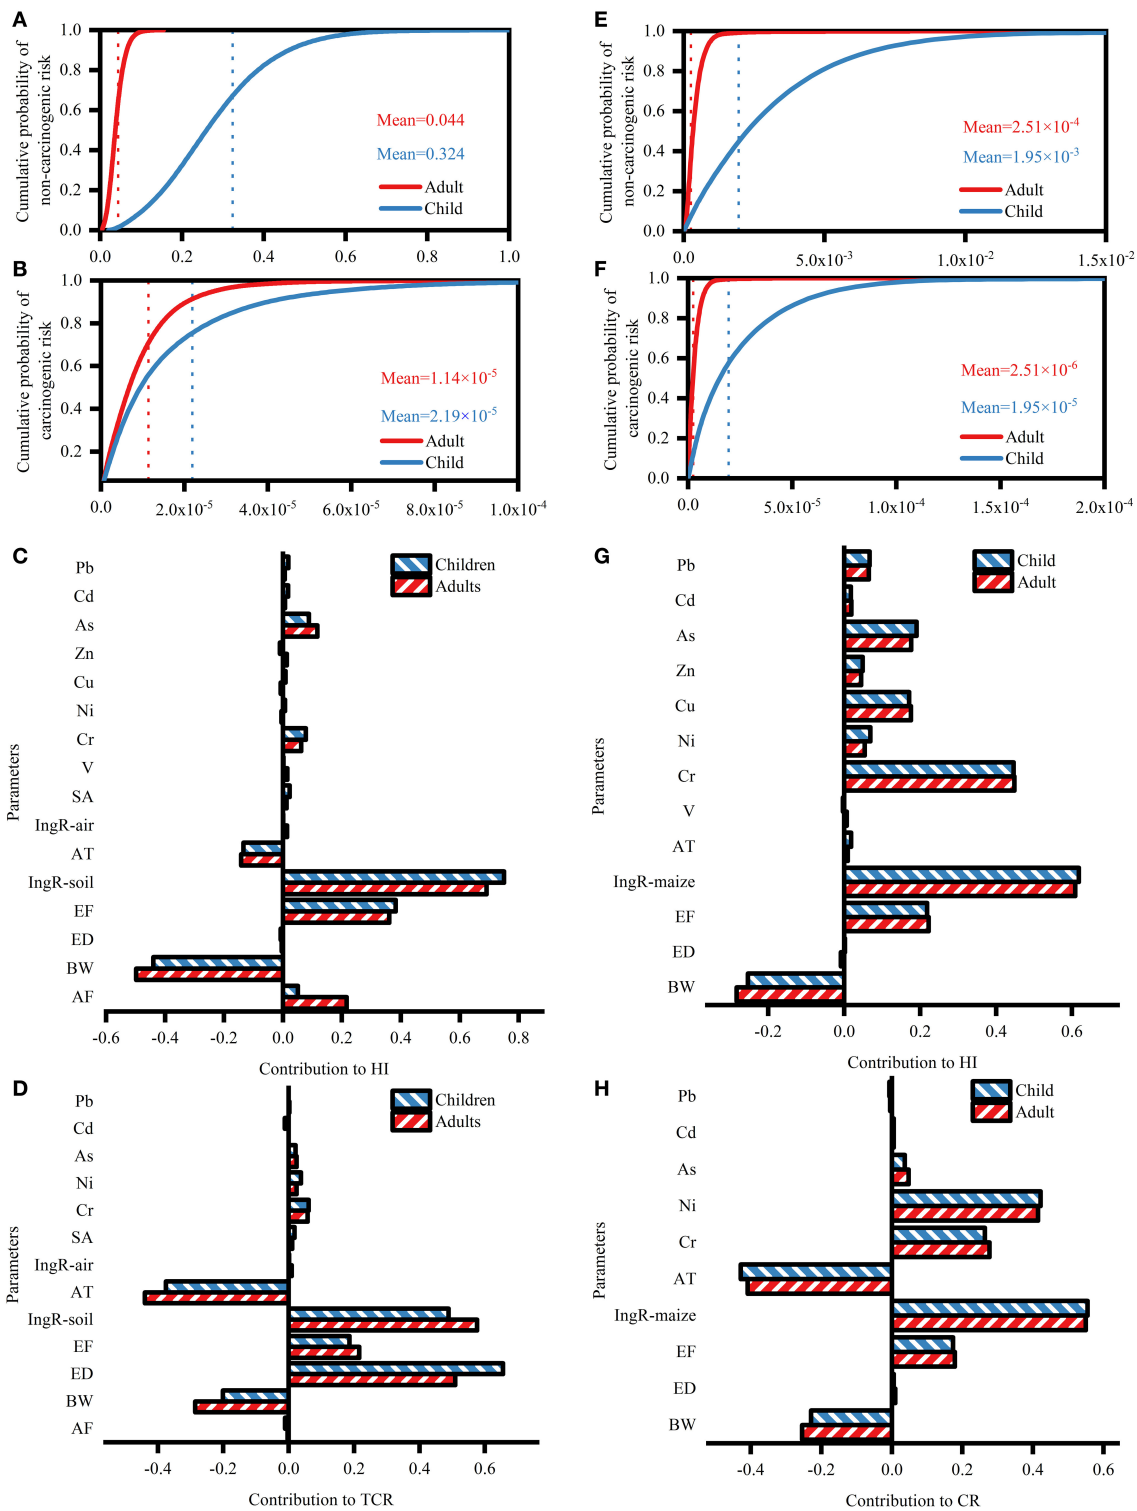 A
Cumulative probability of
non-carcinogenic risk
1.0
0.8
0.6
0.4
0.2
0.0
Mean=0.044
Mean=0.324
Adult
Child
0.0 0.2 0.4 0.6 0.8 1.0
E
Cumulative probability of
non-carcinogenic risk
1.0
0.8
0.6
0.4
0.2
0.0
Mean=2.51×10⁻⁴
Mean=1.95×10⁻³
Adult
Child
0.0 5.0x10⁻³ 1.0x10⁻² 1.5x10⁻²
B
Cumulative probability of
carcinogenic risk
1.0
0.8
0.6
0.4
0.2
Mean=1.14×10⁻⁵
Mean=2.19×10⁻⁵
Adult
Child
0.0 2.0x10⁻⁵ 4.0x10⁻⁵ 6.0x10⁻⁵ 8.0x10⁻⁵ 1.0x10⁻⁴
F
Cumulative probability of
carcinogenic risk
1.0
0.8
0.6
0.4
0.2
0.0
Mean=2.51×10⁻⁶
Mean=1.95×10⁻⁵
Adult
Child
0.0 5.0x10⁻⁵ 1.0x10⁻⁴ 1.5x10⁻⁴ 2.0x10⁻⁴
C
Children
Adults
Parameters
Pb
Cd
As
Zn
Cu
Ni
Cr
V
SA
IngR-air
AT
IngR-soil
EF
ED
BW
AF
-0.6 -0.4 -0.2 0.0 0.2 0.4 0.6 0.8
Contribution to HI
G
Child
Adult
Parameters
Pb
Cd
As
Zn
Cu
Ni
Cr
V
AT
IngR-maize
EF
ED
BW
-0.2 0.0 0.2 0.4 0.6
Contribution to HI
D
Children
Adults
Parameters
Pb
Cd
As
Ni
Cr
SA
IngR-air
AT
IngR-soil
EF
ED
BW
AF
-0.4 -0.2 0.0 0.2 0.4 0.6
Contribution to TCR
H
Child
Adult
Parameters
Pb
Cd
As
Ni
Cr
AT
IngR-maize
EF
ED
BW
-0.4 -0.2 0.0 0.2 0.4 0.6
Contribution to CR